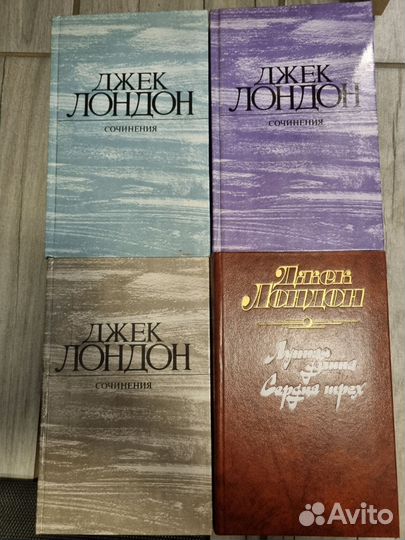 ДЖЕК
ЛОНДОН
СОЧИНЕНИЯ
ДЖЕК
ЛОНДОН
СОЧИНЕНИЯ
ДЖЕК
ЛОНДОН
СОЧИНЕНИЯ
Джек
Лондон
Лунная
долина
Сердца трех
Avito